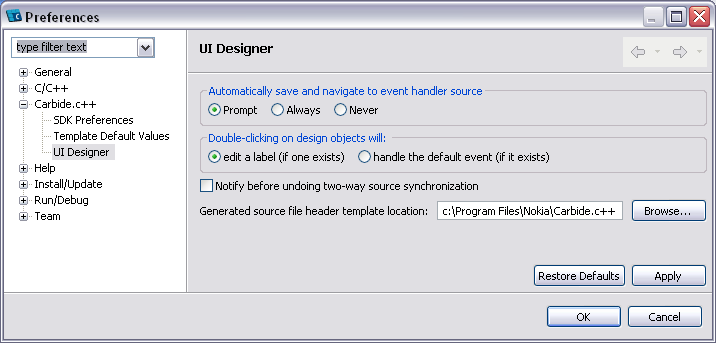 Preferences
type filter text
General
C/C++
Carbide.c++
SDK Preferences
Template Default Values
UI Designer
Help
Install/Update
Run/Debug
Team
UI Designer
Automatically save and navigate to event handler source
Prompt Always Never
Double-clicking on design objects will:
edit a label (if one exists) handle the default event (if it exists)
Notify before undoing two-way source synchronization
Generated source file header template location: c:\Program Files\Nokia\Carbide.c++ Browse...
Restore Defaults Apply
OK Cancel